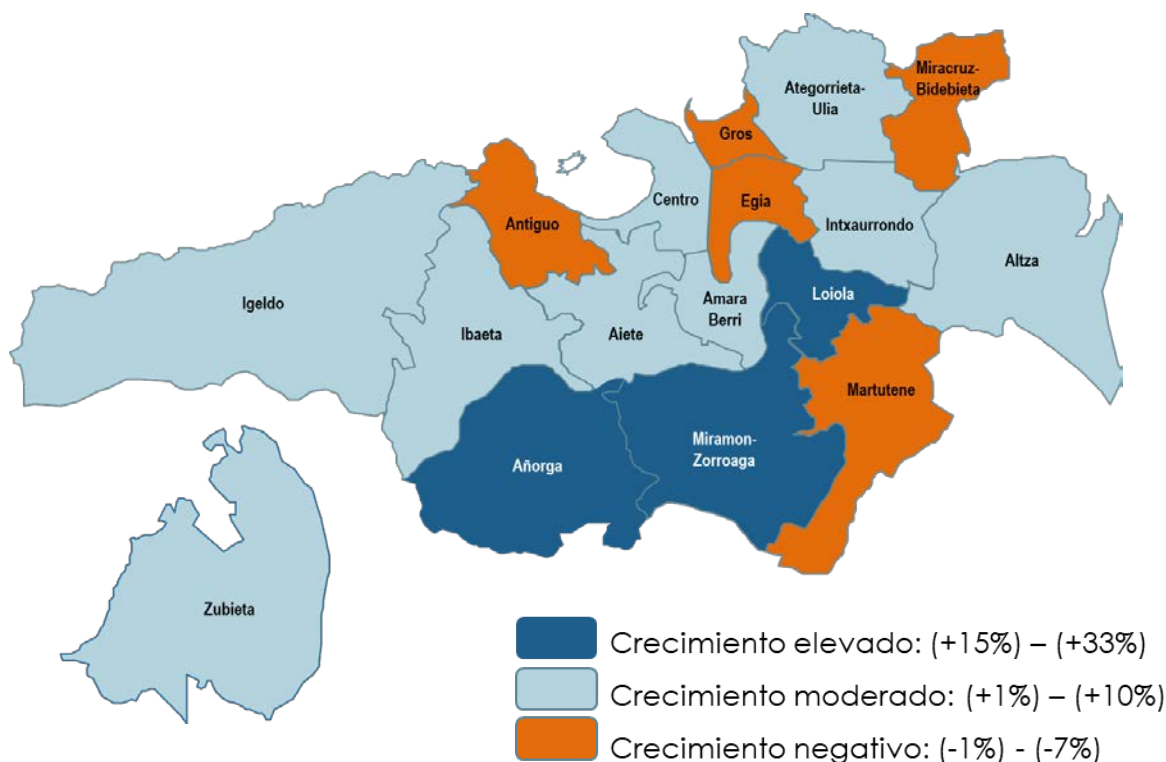 Ategorrieta-
Ulia
Miracruz-
Bidebieta
Gros
Centro
Egia
Antiguo
Intxaurrondo
Altza
Igeldo
Ibaeta
Aiete
Amara
Berri
Loiola
Martutene
Añorga
Miramon-
Zorroaga
Zubieta
Crecimiento elevado: (+15%) – (+33%)
Crecimiento moderado: (+1%) – (+10%)
Crecimiento negativo: (-1%) - (-7%)